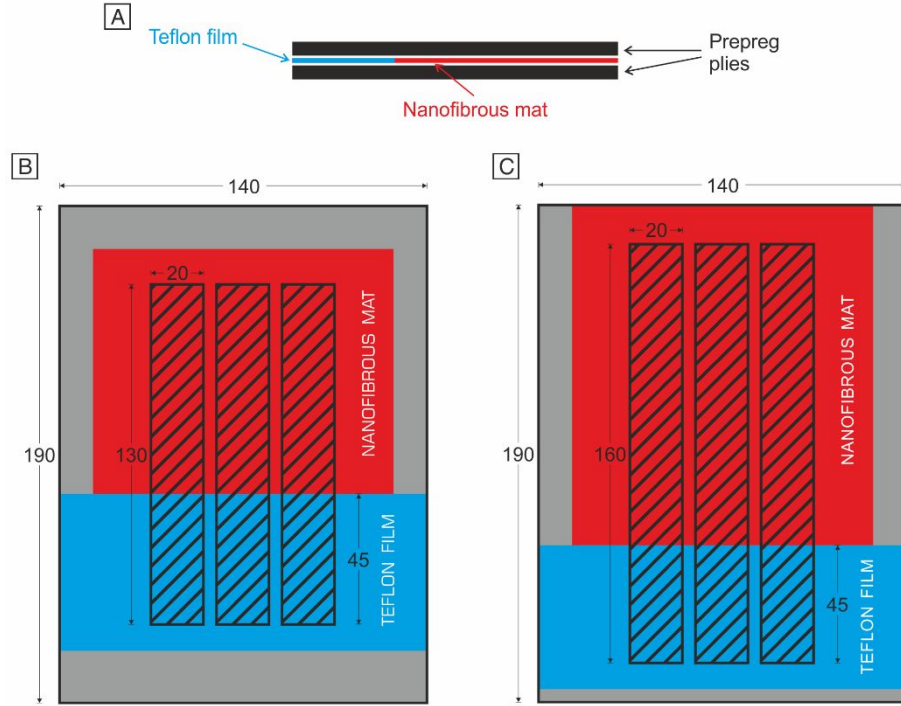 A
Teflon film
Prepreg
plies
Nanofibrous mat
B
140
20
NANOFIBROUS MAT
190
130
45
TEFLON FILM
C
140
20
NANOFIBROUS MAT
190
160
45
TEFLON FILM